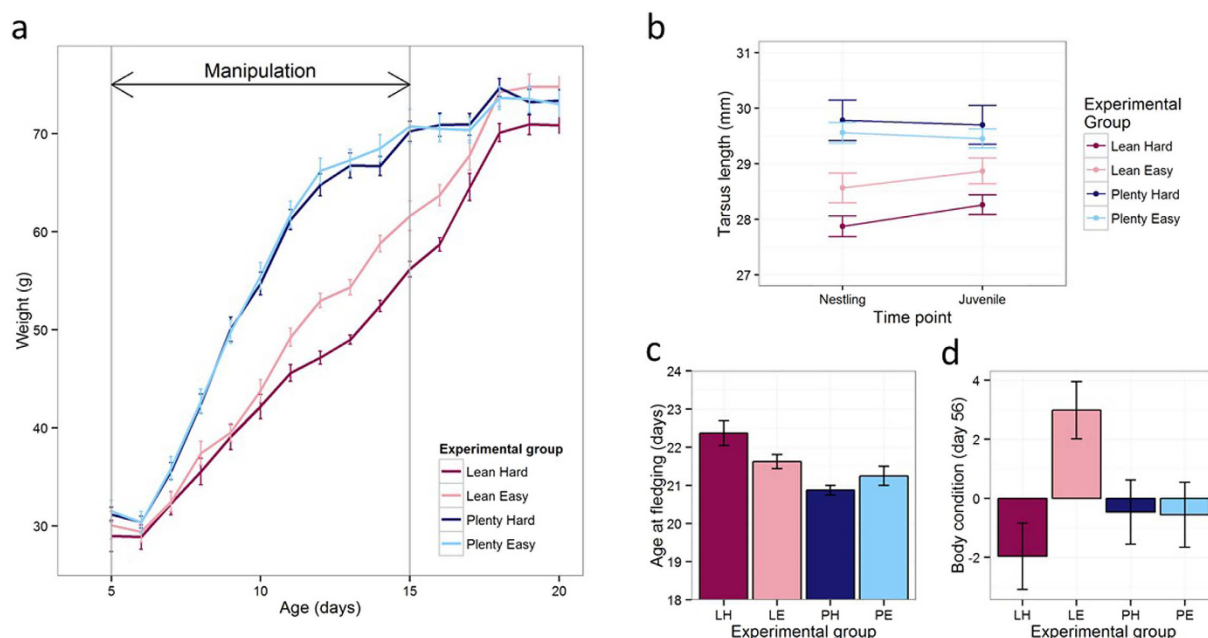 a
Manipulation
Weight (g)
70
60
50
40
30
5
10
15
20
Age (days)
Experimental group
Lean Hard
Lean Easy
Plenty Hard
Plenty Easy
b
Tarsus length (mm)
31
30
29
28
27
Nestling
Juvenile
Time point
Experimental
Group
Lean Hard
Lean Easy
Plenty Hard
Plenty Easy
c
Age at fledging (days)
24
23
22
21
20
19
18
LH
LE
PH
PE
Experimental group
d
Body condition (day 56)
4
2
0
-2
LH
LE
PH
PE
Experimental group